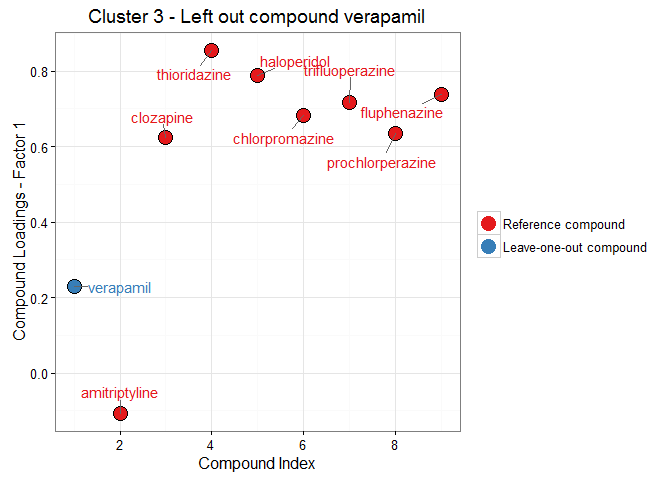 Cluster 3 - Left out compound verapamil
Compound Loadings - Factor 1
0.8
0.6
0.4
0.2
0.0
thioridazine
haloperidol
trifluoperazine
fluphenazine
clozapine
chlorpromazine
prochlorperazine
verapamil
amitriptyline
2
4
6
8
Compound Index
Reference compound
Leave-one-out compound